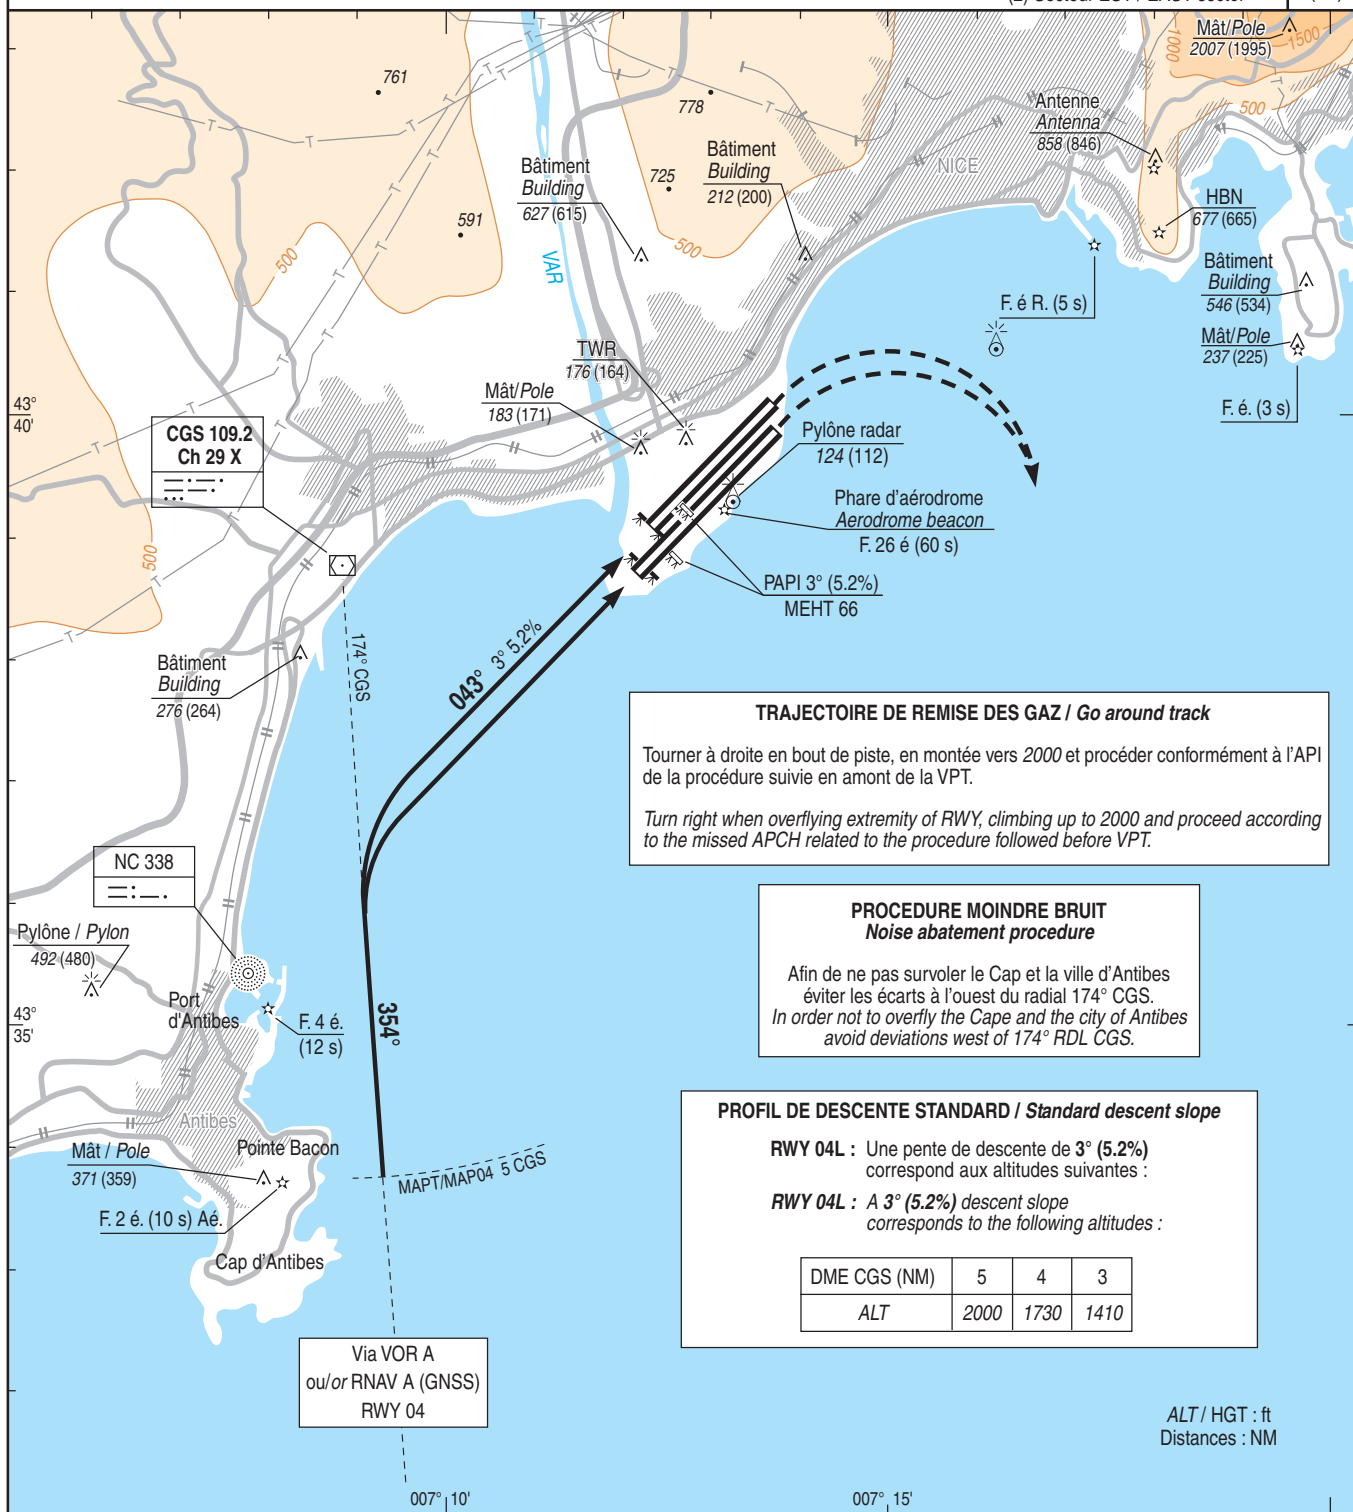 Mât/Pole
2007 (1995)
1000
1500
500
761
778
Antenne
Antenna
858 (846)
Bâtiment
Building
627 (615)
725
Bâtiment
Building
212 (200)
NICE
HBN
677 (665)
591
500
500
VAR
Bâtiment
Building
546 (534)
F. é R. (5 s)
Mât/Pole
237 (225)
TWR
176 (164)
Mât/Pole
183 (171)
F. é. (3 s)
43°
40'
CGS 109.2
Ch 29 X
Pylône radar
124 (112)
Phare d'aérodrome
Aerodrome beacon
F. 26 é (60 s)
500
PAPI 3° (5.2%)
MEHT 66
174° CGS
043° 3° 5.2%
Bâtiment
Building
276 (264)
TRAJECTOIRE DE REMISE DES GAZ / Go around track
Tourner à droite en bout de piste, en montée vers 2000 et procéder conformément à l'API
de la procédure suivie en amont de la VPT.
Turn right when overflying extremity of RWY, climbing up to 2000 and proceed according
to the missed APCH related to the procedure followed before VPT.
NC 338
PROCEDURE MOINDRE BRUIT
Noise abatement procedure
Afin de ne pas survoler le Cap et la ville d'Antibes
éviter les écarts à l'ouest du radial 174° CGS.
In order not to overfly the Cape and the city of Antibes
avoid deviations west of 174° RDL CGS.
Pylône / Pylon
492 (480)
Port
d'Antibes
43°
35'
F. 4 é.
(12 s)
354°
Antibes
Pointe Bacon
Mât / Pole
371 (359)
MAPT/MAP04 5 CGS
F. 2 é. (10 s) Aé.
Cap d'Antibes
PROFIL DE DESCENTE STANDARD / Standard descent slope
RWY 04L : Une pente de descente de 3° (5.2%)
correspond aux altitudes suivantes :
RWY 04L : A 3° (5.2%) descent slope
corresponds to the following altitudes :
DME CGS (NM) 5 4 3
ALT 2000 1730 1410
Via VOR A
ou/or RNAV A (GNSS)
RWY 04
ALT / HGT : ft
Distances : NM
007° 10'
007° 15'